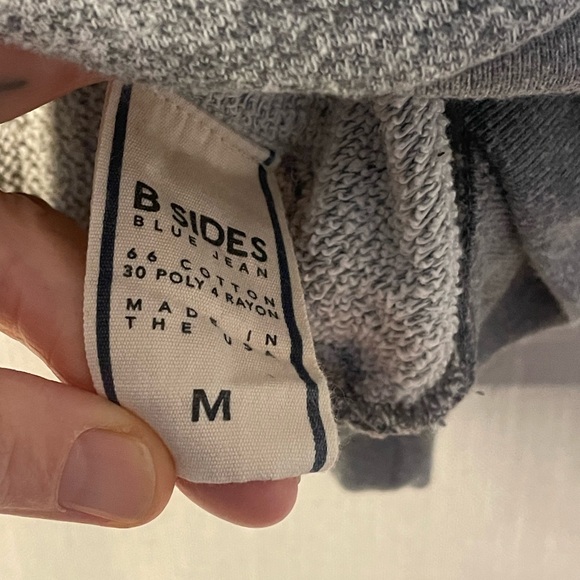 B SIDES
BLUE JEAN
66 COTTON
30 POLY 4 RAYON
MADE IN
THE USA
M